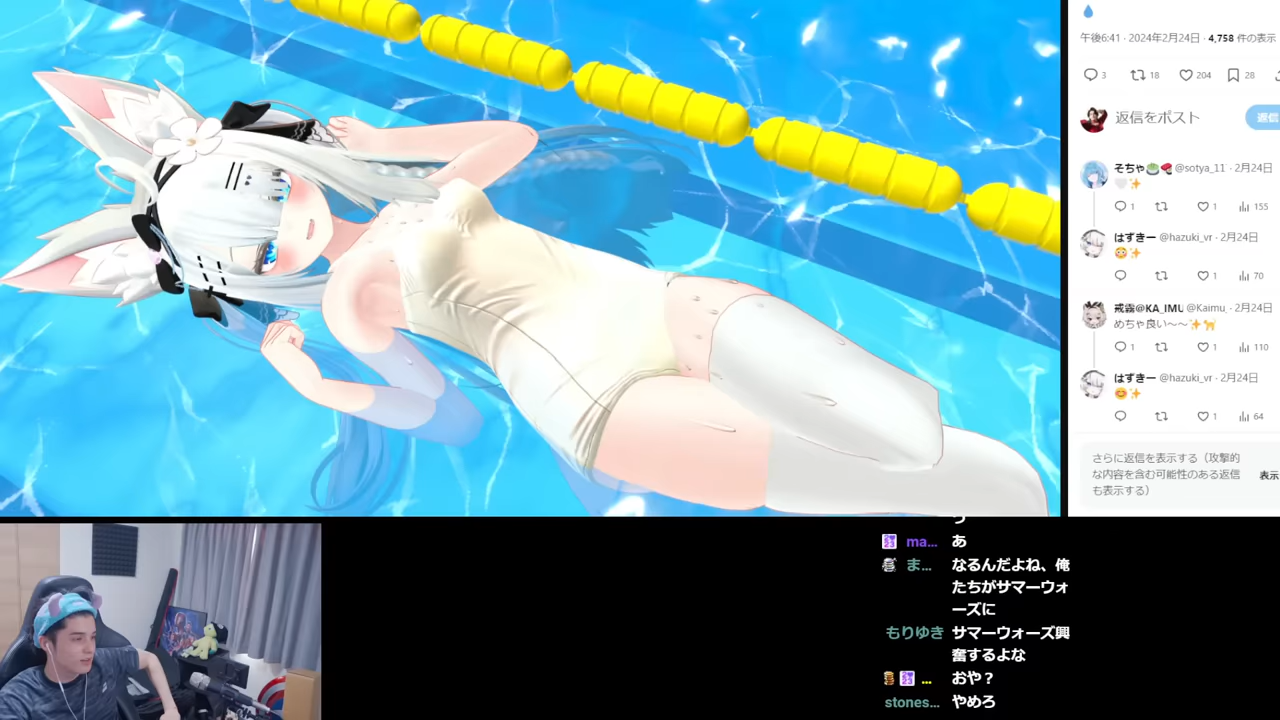 午後6:41 · 2024年2月24日 · 4,758 件の表示
3 18 204 28
返信をポスト
返信
そちゃ @sotya_11 2月24日
1 1 155
はずきー @hazuki_vr · 2月24日
1 70
戒霧@KA_IMU @Kaimu_ · 2月24日
めちゃ良い〜〜
1 1 110
はずきー @hazuki_vr · 2月24日
1 64
さらに返信を表示する（攻撃的
な内容を含む可能性のある返信
も表示する）
表示
ma... あ
ま... なるんだよね、俺
たちがサマーウォ
ーズに
もりゆき サマーウォーズ興
奮するよな
... おや？
stones... やめろ